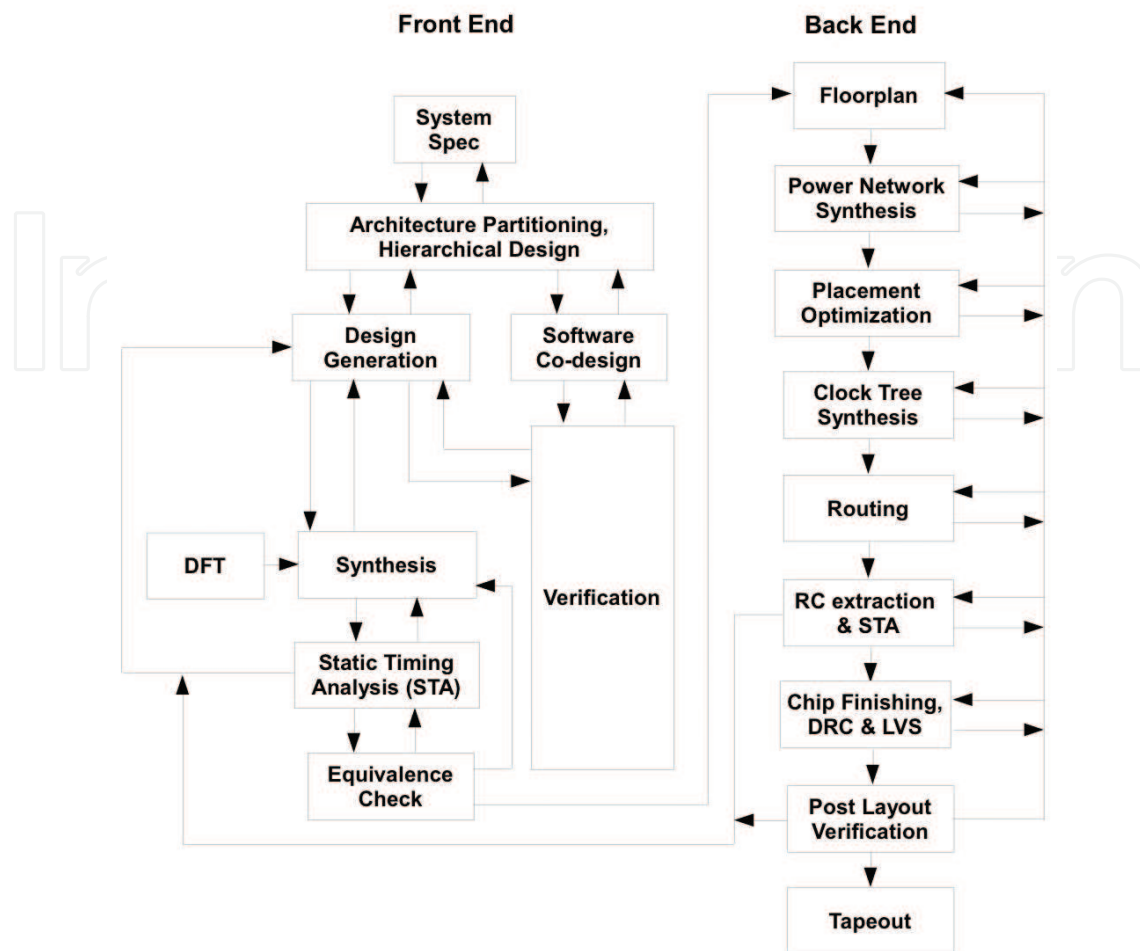 Front End
Back End
System
Spec
Architecture Partitioning,
Hierarchical Design
Design
Generation
Software
Co-design
DFT
Synthesis
Verification
Static Timing
Analysis (STA)
Equivalence
Check
Floorplan
Power Network
Synthesis
Placement
Optimization
Clock Tree
Synthesis
Routing
RC extraction
& STA
Chip Finishing,
DRC & LVS
Post Layout
Verification
Tapeout